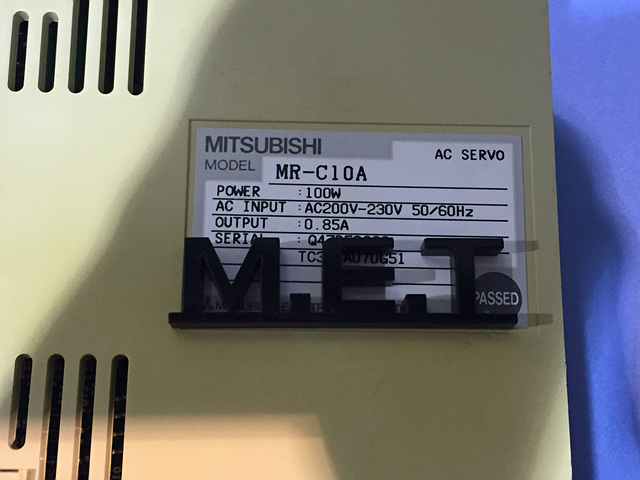 MITSUBISHI
AC SERVO
MODEL MR-C10A
POWER : 100W
AC INPUT : AC200V-230V 50/60Hz
OUTPUT : 0.85A
SERIAL
M.E.T
PASSED